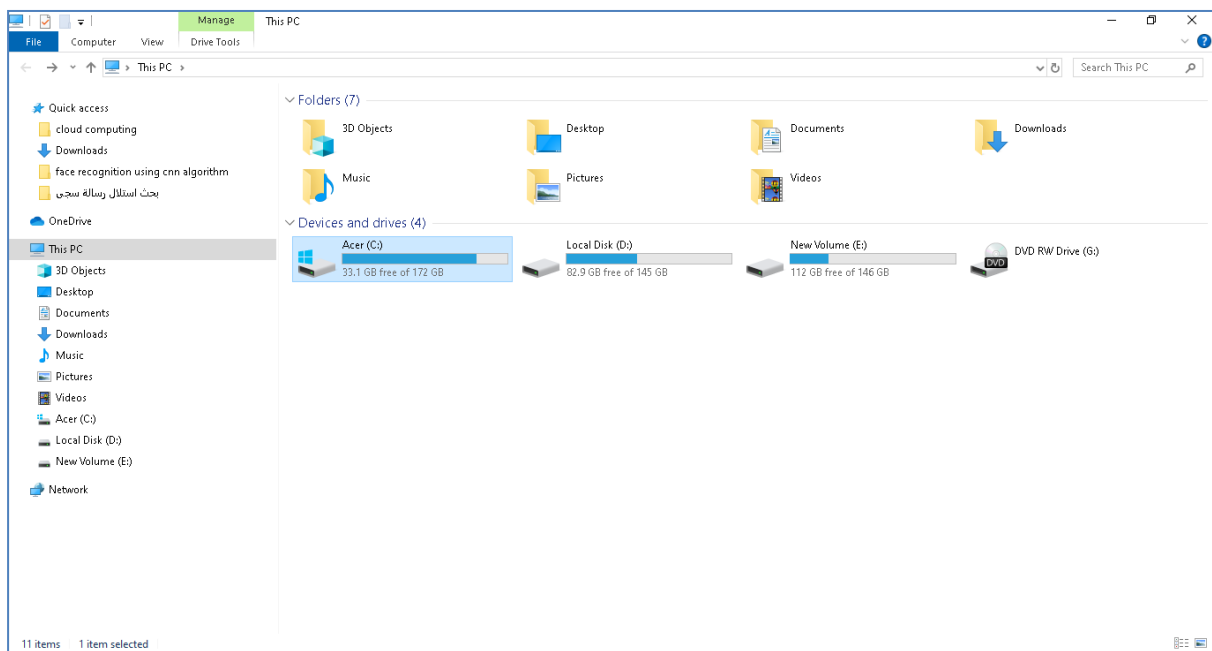 Manage This PC
File Computer View Drive Tools
This PC Search This PC
Quick access
cloud computing
Downloads
face recognition using cnn algorithm
بحث استلال رسالة سجى
OneDrive
This PC
3D Objects
Desktop
Documents
Downloads
Music
Pictures
Videos
Acer (C:)
Local Disk (D:)
New Volume (E:)
Network
Folders (7)
3D Objects Desktop Documents Downloads
Music Pictures Videos
Devices and drives (4)
Acer (C:) Local Disk (D:) New Volume (E:) DVD RW Drive (G:)
33.1 GB free of 172 GB 82.9 GB free of 145 GB 112 GB free of 146 GB
DVD
11 items 1 item selected